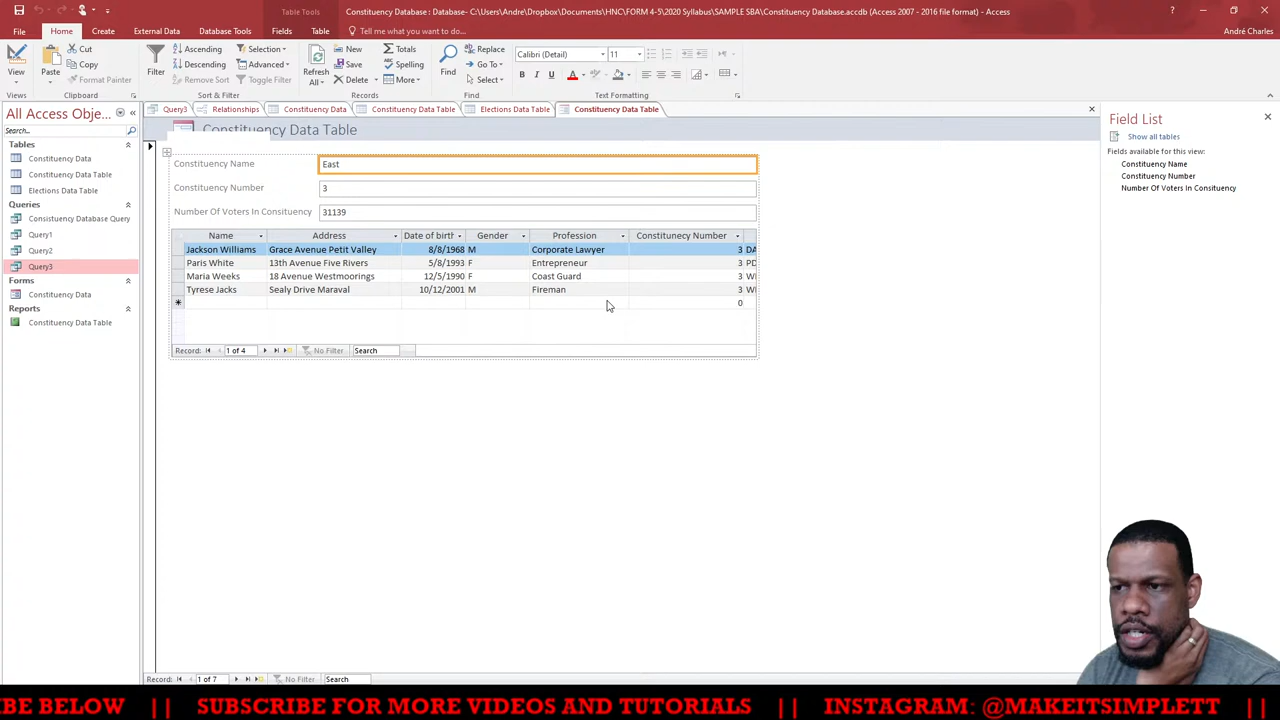 Table Tools
Constituency Database : Database- C:\Users\Andre\Dropbox\Documents\HNC\FORM 4-5\2020 Syllabus\SAMPLE SBA\Constituency Database.accdb (Access 2007 - 2016 file format) - Access
File Home Create External Data Database Tools Fields Table Tell me what you want to do... André Charles
View
Views
Paste
Cut
Copy
Format Painter
Clipboard
Filter
Ascending
Descending
Remove Sort
Selection
Advanced
Toggle Filter
Sort & Filter
Refresh
All
New
Save
Delete
Totals
Spelling
More
Records
Find
Replace
Go To
Select
Find
Calibri (Detail) 11
B I U A
Text Formatting
All Access Obje...
Search...
Tables
Constituency Data
Constituency Data Table
Elections Data Table
Queries
Consistuency Database Query
Query1
Query2
Query3
Forms
Constituency Data
Reports
Constituency Data Table
Query3 Relationships Constituency Data Constituency Data Table Elections Data Table Constituency Data Table
Constituency Data Table
Constituency Name East
Constituency Number 3
Number Of Voters In Consituency 31139
Name Address Date of birth Gender Profession Constitunecy Number
Jackson Williams Grace Avenue Petit Valley 8/8/1968 M Corporate Lawyer 3 DA
Paris White 13th Avenue Five Rivers 5/8/1993 F Entrepreneur 3 PD
Maria Weeks 18 Avenue Westmoorings 12/5/1990 F Coast Guard 3
Tyrese Jacks Sealy Drive Maraval 10/12/2001 M Fireman 3
0
Record: 1 of 4 No Filter Search
Field List
Show all tables
Fields available for this view:
Constituency Name
Constituency Number
Number Of Voters In Consituency
Record: 1 of 7 No Filter Search
BE BELOW || SUBSCRIBE FOR MORE VIDEOS AND TUTORIALS || INSTAGRAM: @MAKEITSIMPLETT ||